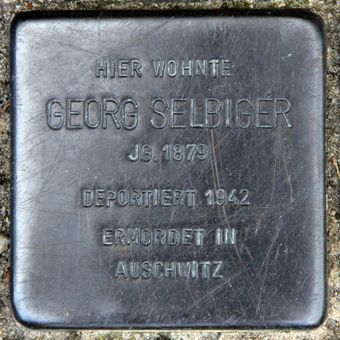 HIER WOHNTE
GEORG SELBIGER
JG. 1879
DEPORTIERT 1942
ERMORDET IN
AUSCHWITZ